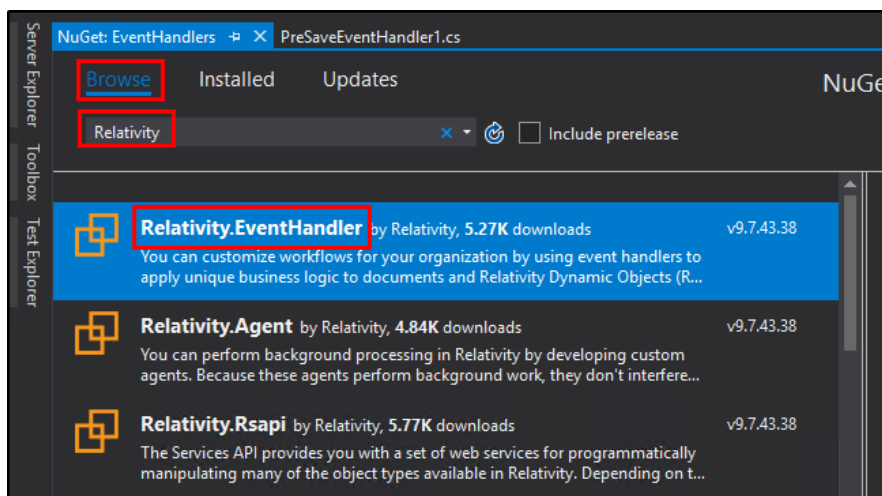 Server Explorer
Toolbox
Test Explorer
NuGet: EventHandlers
PreSaveEventHandler1.cs
Browse Installed Updates
NuGe
Relativity
Include prerelease
Relativity.EventHandler by Relativity, 5.27K downloads v9.7.43.38
You can customize workflows for your organization by using event handlers to
apply unique business logic to documents and Relativity Dynamic Objects (R...
Relativity.Agent by Relativity, 4.84K downloads v9.7.43.38
You can perform background processing in Relativity by developing custom
agents. Because these agents perform background work, they don't interfere...
Relativity.Rsapi by Relativity, 5.77K downloads v9.7.43.38
The Services API provides you with a set of web services for programmatically
manipulating many of the object types available in Relativity. Depending on t...